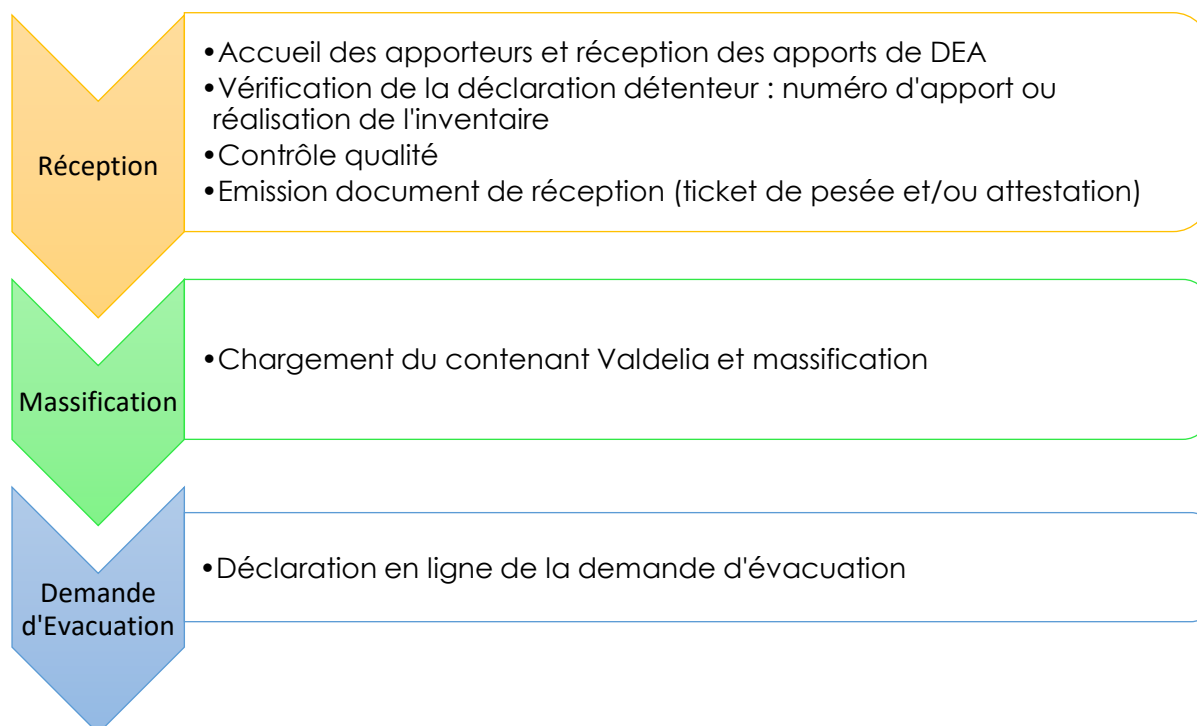 Réception
•Accueil des apporteurs et réception des apports de DEA
•Vérification de la déclaration détenteur : numéro d'apport ou
réalisation de l'inventaire
•Contrôle qualité
•Emission document de réception (ticket de pesée et/ou attestation)
Massification
•Chargement du contenant Valdelia et massification
Demande
d'Evacuation
•Déclaration en ligne de la demande d'évacuation